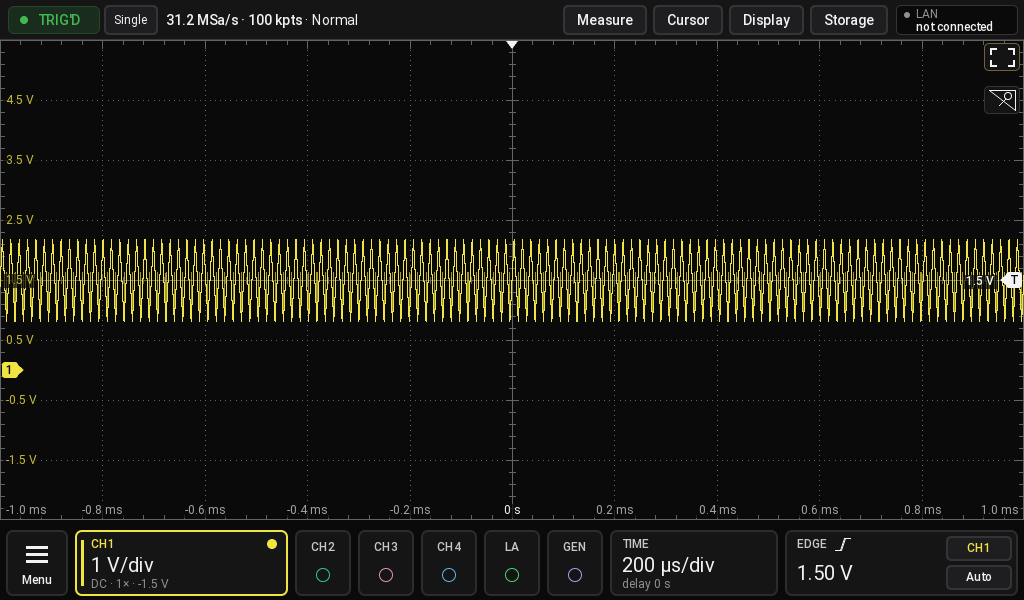 TRIG'D
Single
31.2 MSa/s · 100 kpts · Normal
Measure
Cursor
Display
Storage
LAN
not connected
4.5 V
3.5 V
2.5 V
1.5 V
1.5 V
T
0.5 V
1
-0.5 V
-1.5 V
-1.0 ms
-0.8 ms
-0.6 ms
-0.4 ms
-0.2 ms
0 s
0.2 ms
0.4 ms
0.6 ms
0.8 ms
1.0 ms
Menu
CH1
1 V/div
DC · 1× · -1.5 V
CH2
CH3
CH4
LA
GEN
TIME
200 µs/div
delay 0 s
EDGE
1.50 V
CH1
Auto